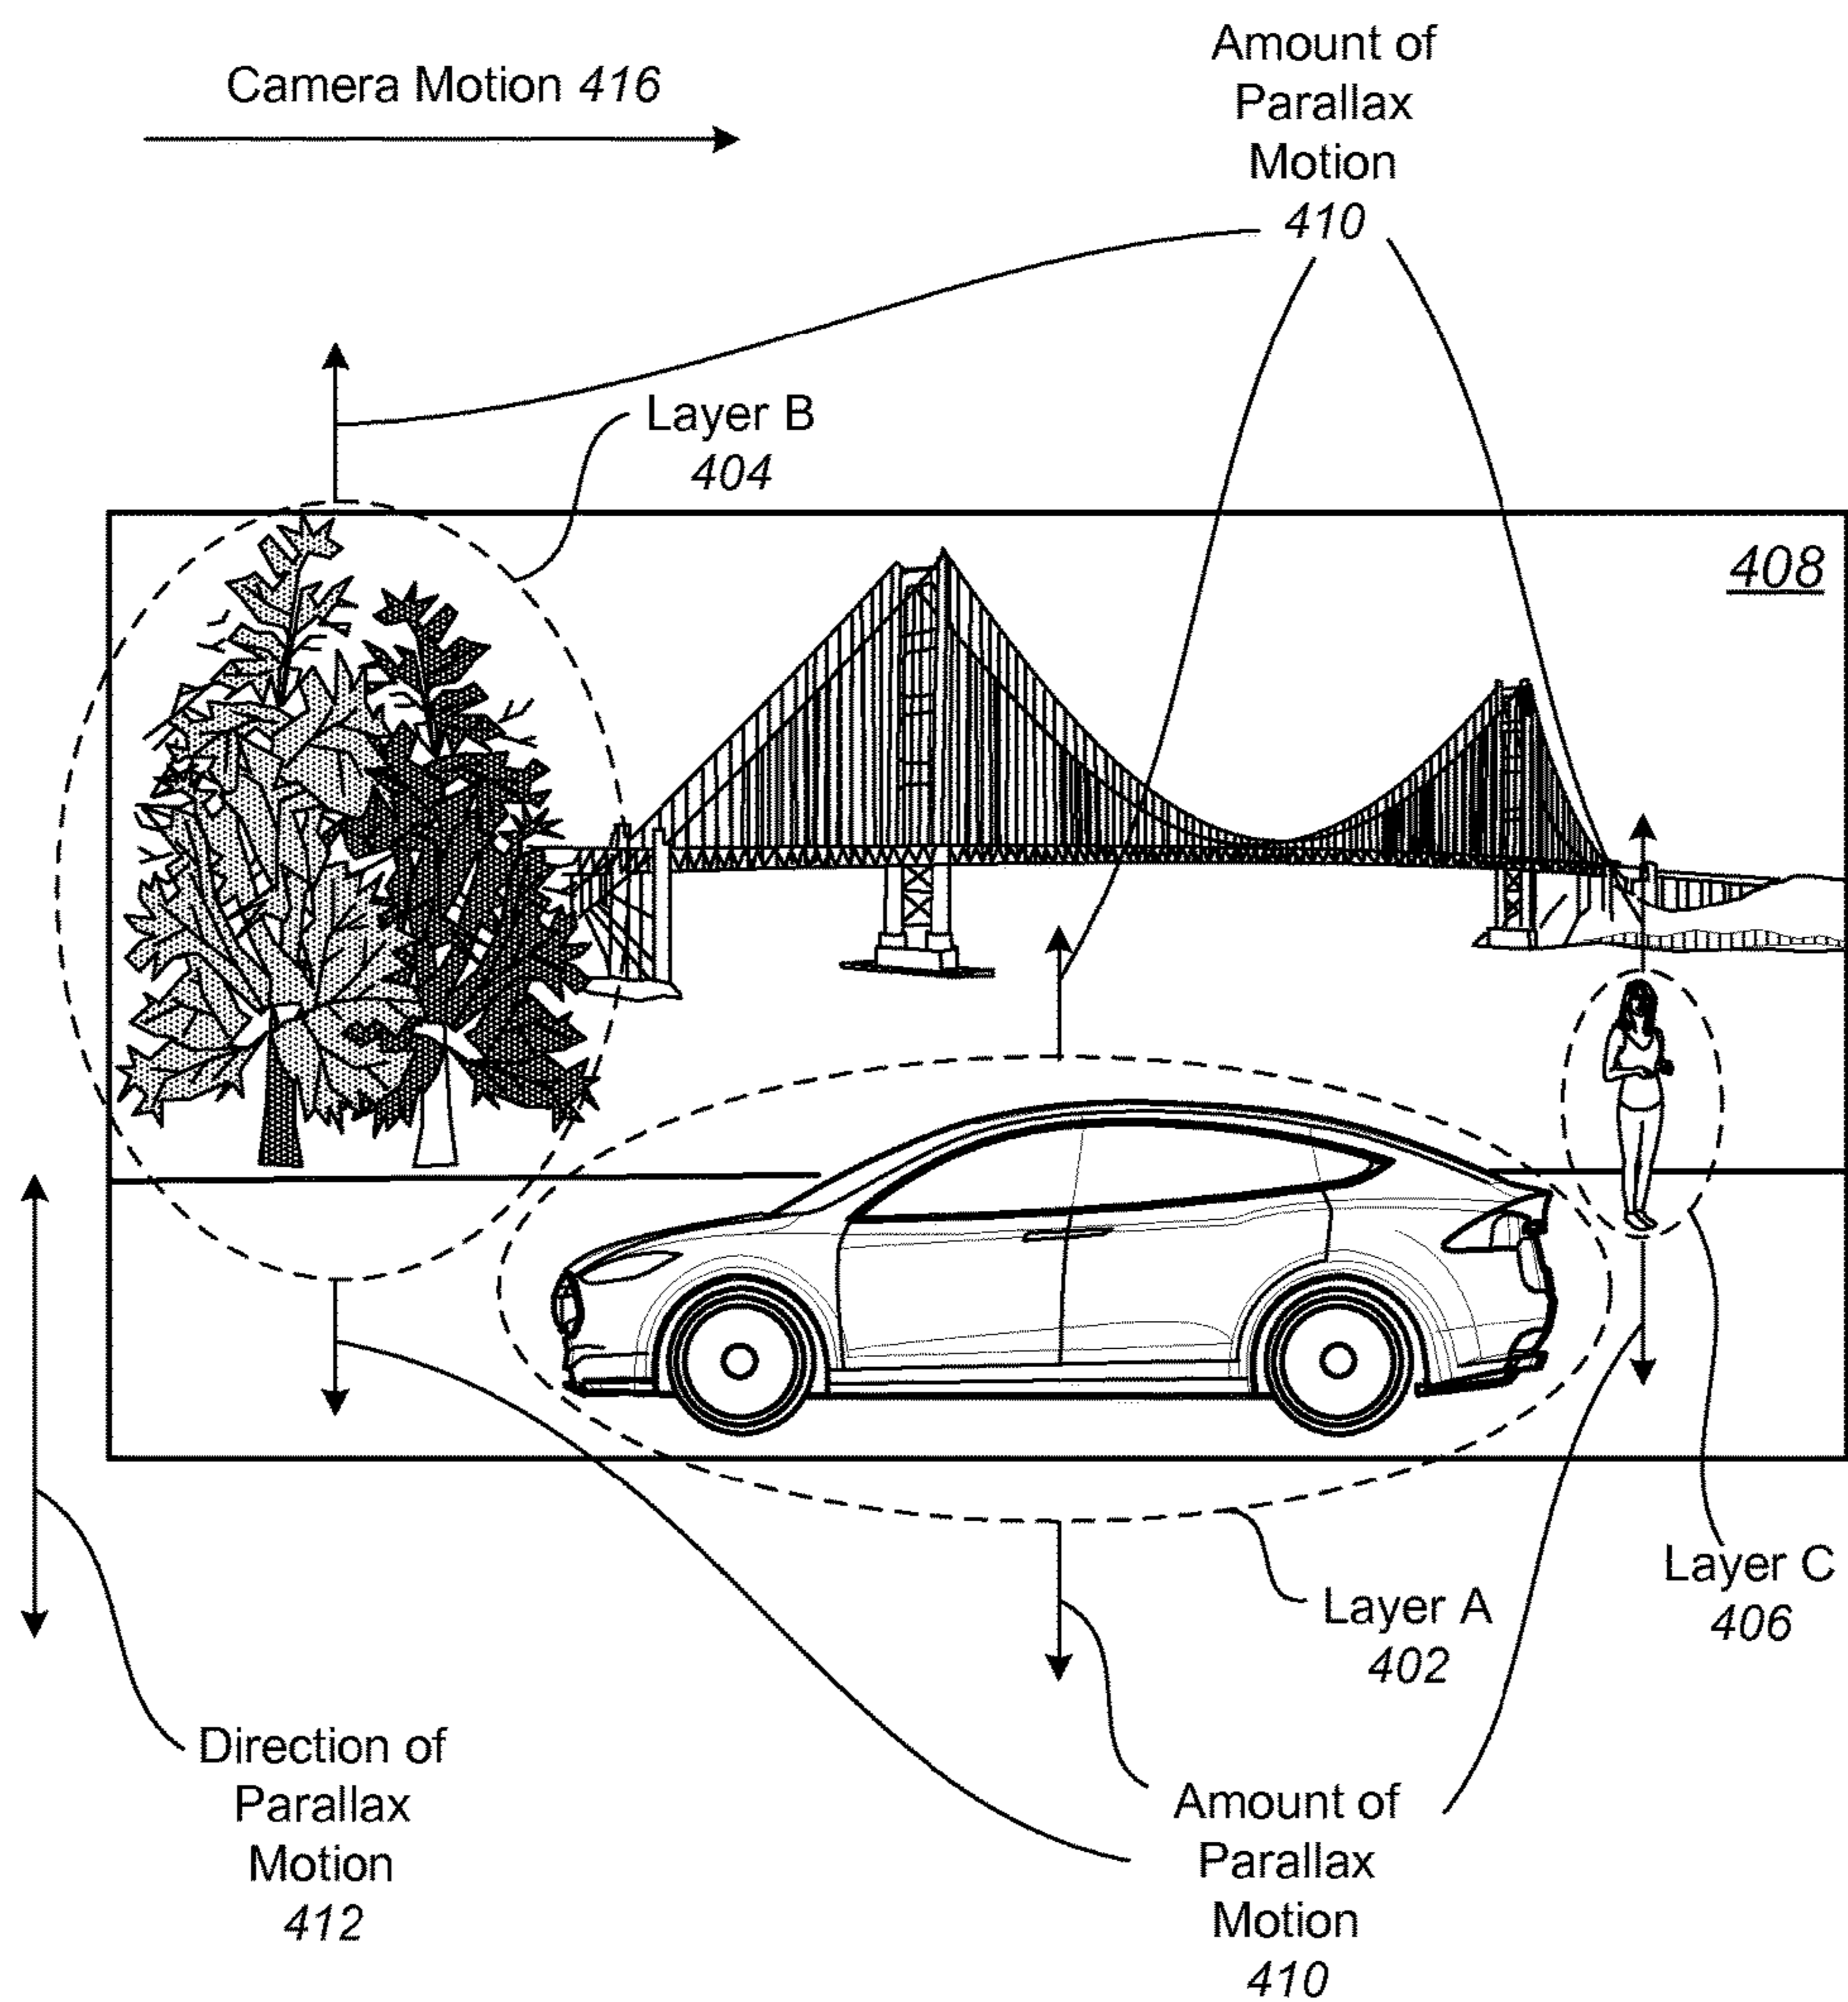 Camera Motion 416
Amount of
Parallax
Motion
410
Layer B
404
408
Layer C
406
Layer A
402
Direction of
Parallax
Motion
412
Amount of
Parallax
Motion
410